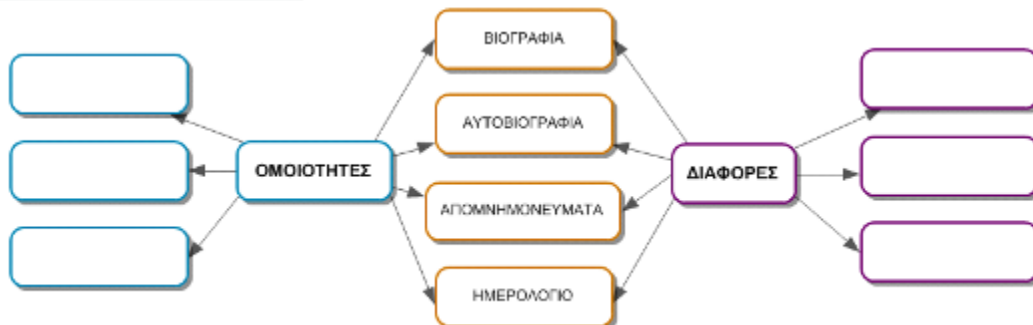 ΒΙΟΓΡΑΦΙΑ
ΑΥΤΟΒΙΟΓΡΑΦΙΑ
ΟΜΟΙΟΤΗΤΕΣ
ΔΙΑΦΟΡΕΣ
ΑΠΟΜΝΗΜΟΝΕΥΜΑΤΑ
ΗΜΕΡΟΛΟΓΙΟ